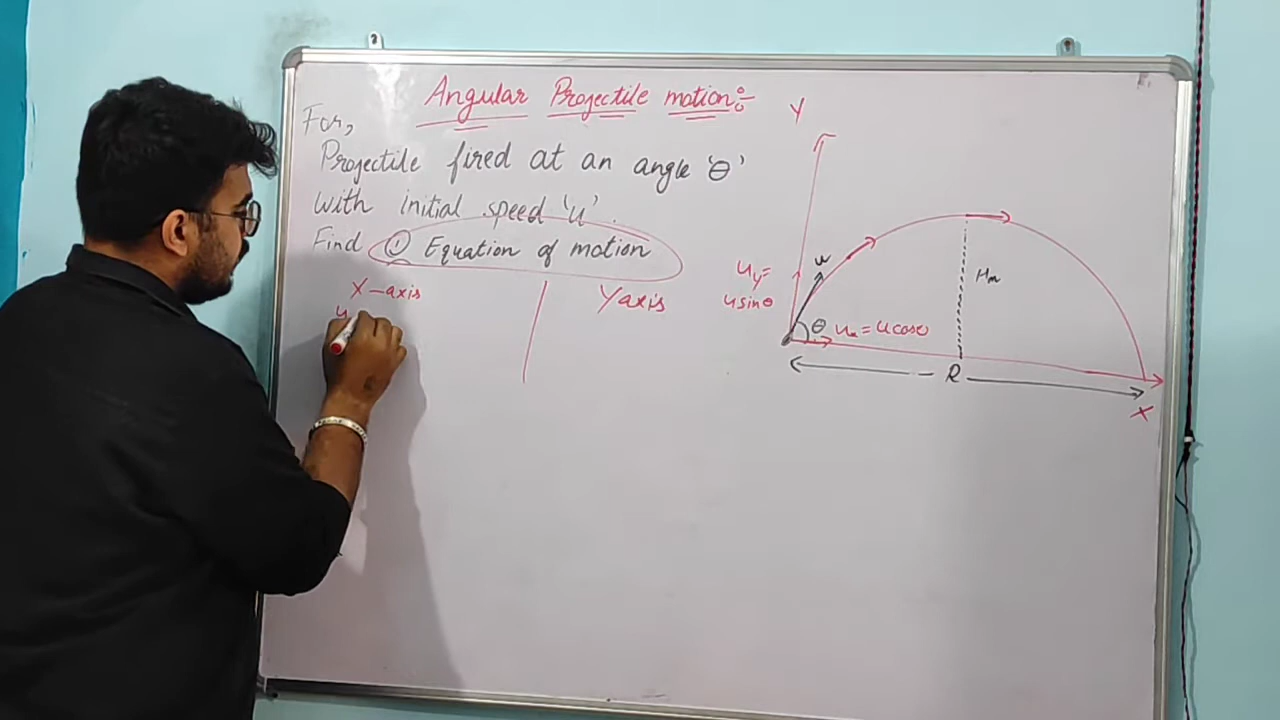 Angular Projectile motion:-
For,
Projectile fired at an angle 'θ'
with initial speed 'u'.
Find ① Equation of motion
X-axis
Y axis
u
Y
u
Hm
uy =
u sinθ
θ
ux = u cosθ
R
X